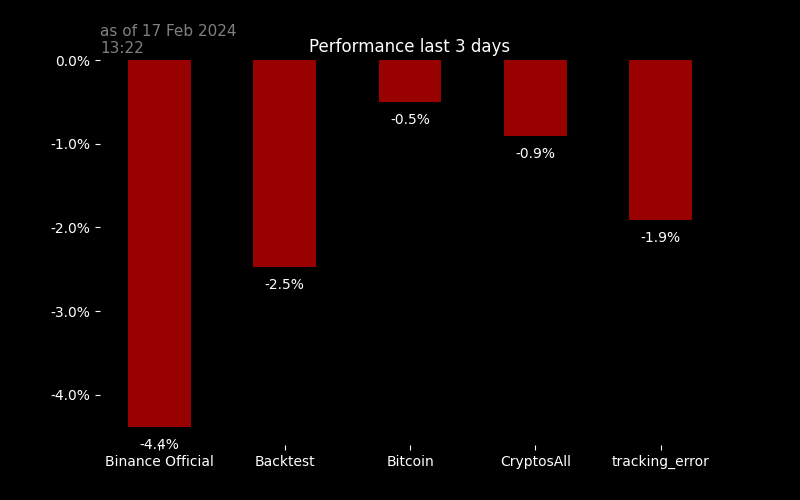 as of 17 Feb 2024
13:22
Performance last 3 days
0.0%
-1.0%
-2.0%
-3.0%
-4.0%
-4.4%
-2.5%
-0.5%
-0.9%
-1.9%
Binance Official
Backtest
Bitcoin
CryptosAll
tracking_error